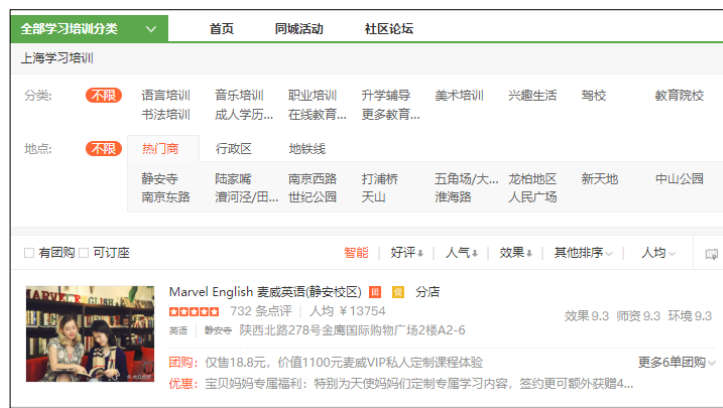 全部学习培训分类 首页 同城活动 社区论坛
上海学习培训
分类: 不限 语言培训 音乐培训 职业培训 升学辅导 美术培训 兴趣生活 驾校 教育院校
书法培训 成人学历... 在线教育... 更多教育...
地点: 不限 热门商 行政区 地铁线
静安寺 陆家嘴 南京西路 打浦桥 五角场/大... 龙柏地区 新天地 中山公园
南京东路 漕河泾/田... 世纪公园 天山 淮海路 人民广场
有团购 可订座 智能 好评 人气 效果 其他排序 人均
Marvel English 麦威英语(静安校区) 团 促 分店
732 条点评 人均 ¥13754
效果 9.3 师资 9.3 环境 9.3
英语 静安寺 陕西北路278号金鹰国际购物广场2楼A2-6
团购: 仅售18.8元，价值1100元麦威VIP私人定制课程体验 更多6单团购
优惠: 宝贝妈妈专属福利：特别为天使妈妈们定制专属学习内容，签约更可额外获赠4...